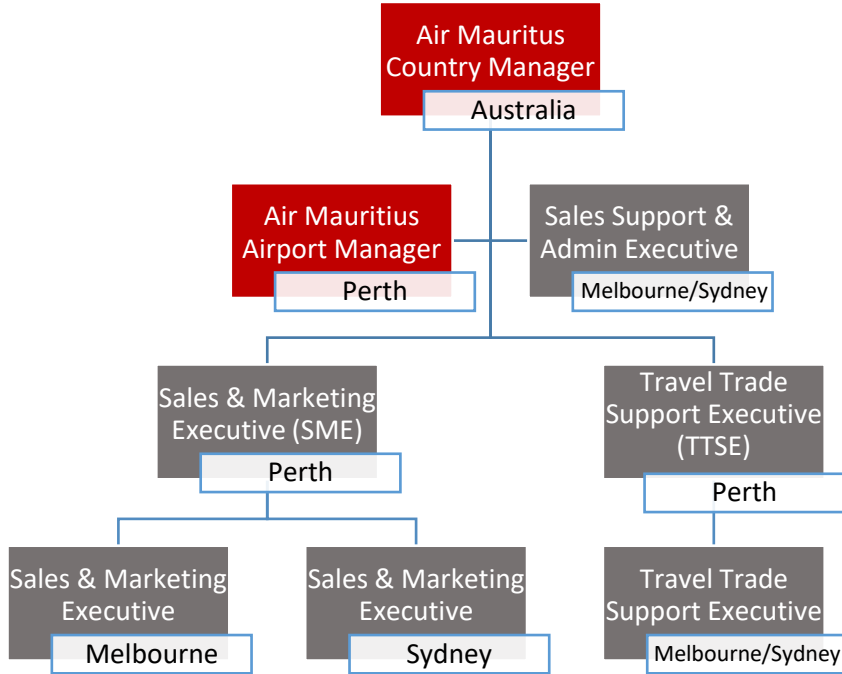 Air Mauritus
Country Manager
Australia
Air Mauritius
Airport Manager
Perth
Sales Support &
Admin Executive
Melbourne/Sydney
Sales & Marketing
Executive (SME)
Perth
Travel Trade
Support Executive
(TTSE)
Perth
Sales & Marketing
Executive
Melbourne
Sales & Marketing
Executive
Sydney
Travel Trade
Support Executive
Melbourne/Sydney